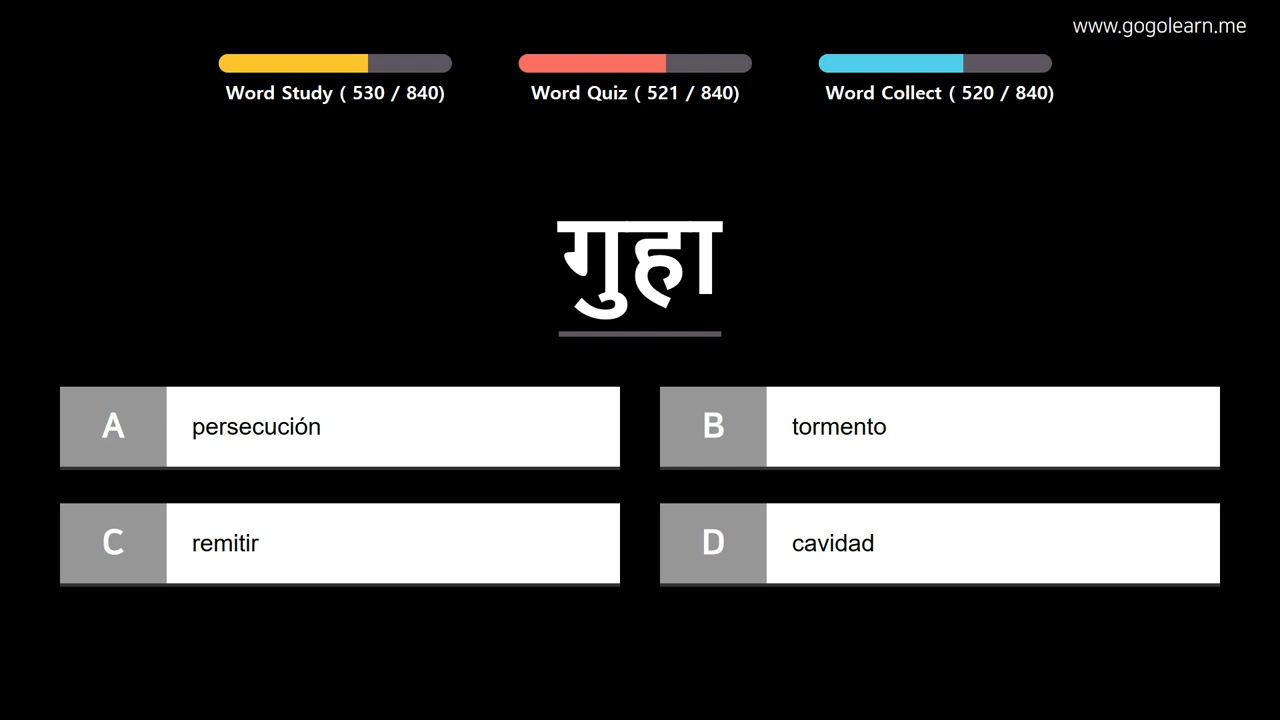 www.gogolearn.me
Word Study ( 530 / 840)
Word Quiz ( 521 / 840)
Word Collect ( 520 / 840)
गुहा
A persecución
B tormento
C remitir
D cavidad